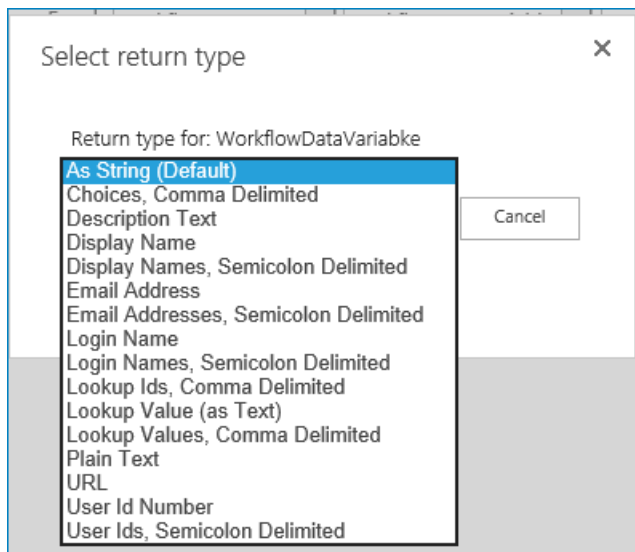 Select return type
Return type for: WorkflowDataVariabke
As String (Default)
Choices, Comma Delimited
Description Text
Display Name
Display Names, Semicolon Delimited
Email Address
Email Addresses, Semicolon Delimited
Login Name
Login Names, Semicolon Delimited
Lookup Ids, Comma Delimited
Lookup Value (as Text)
Lookup Values, Comma Delimited
Plain Text
URL
User Id Number
User Ids, Semicolon Delimited
Cancel